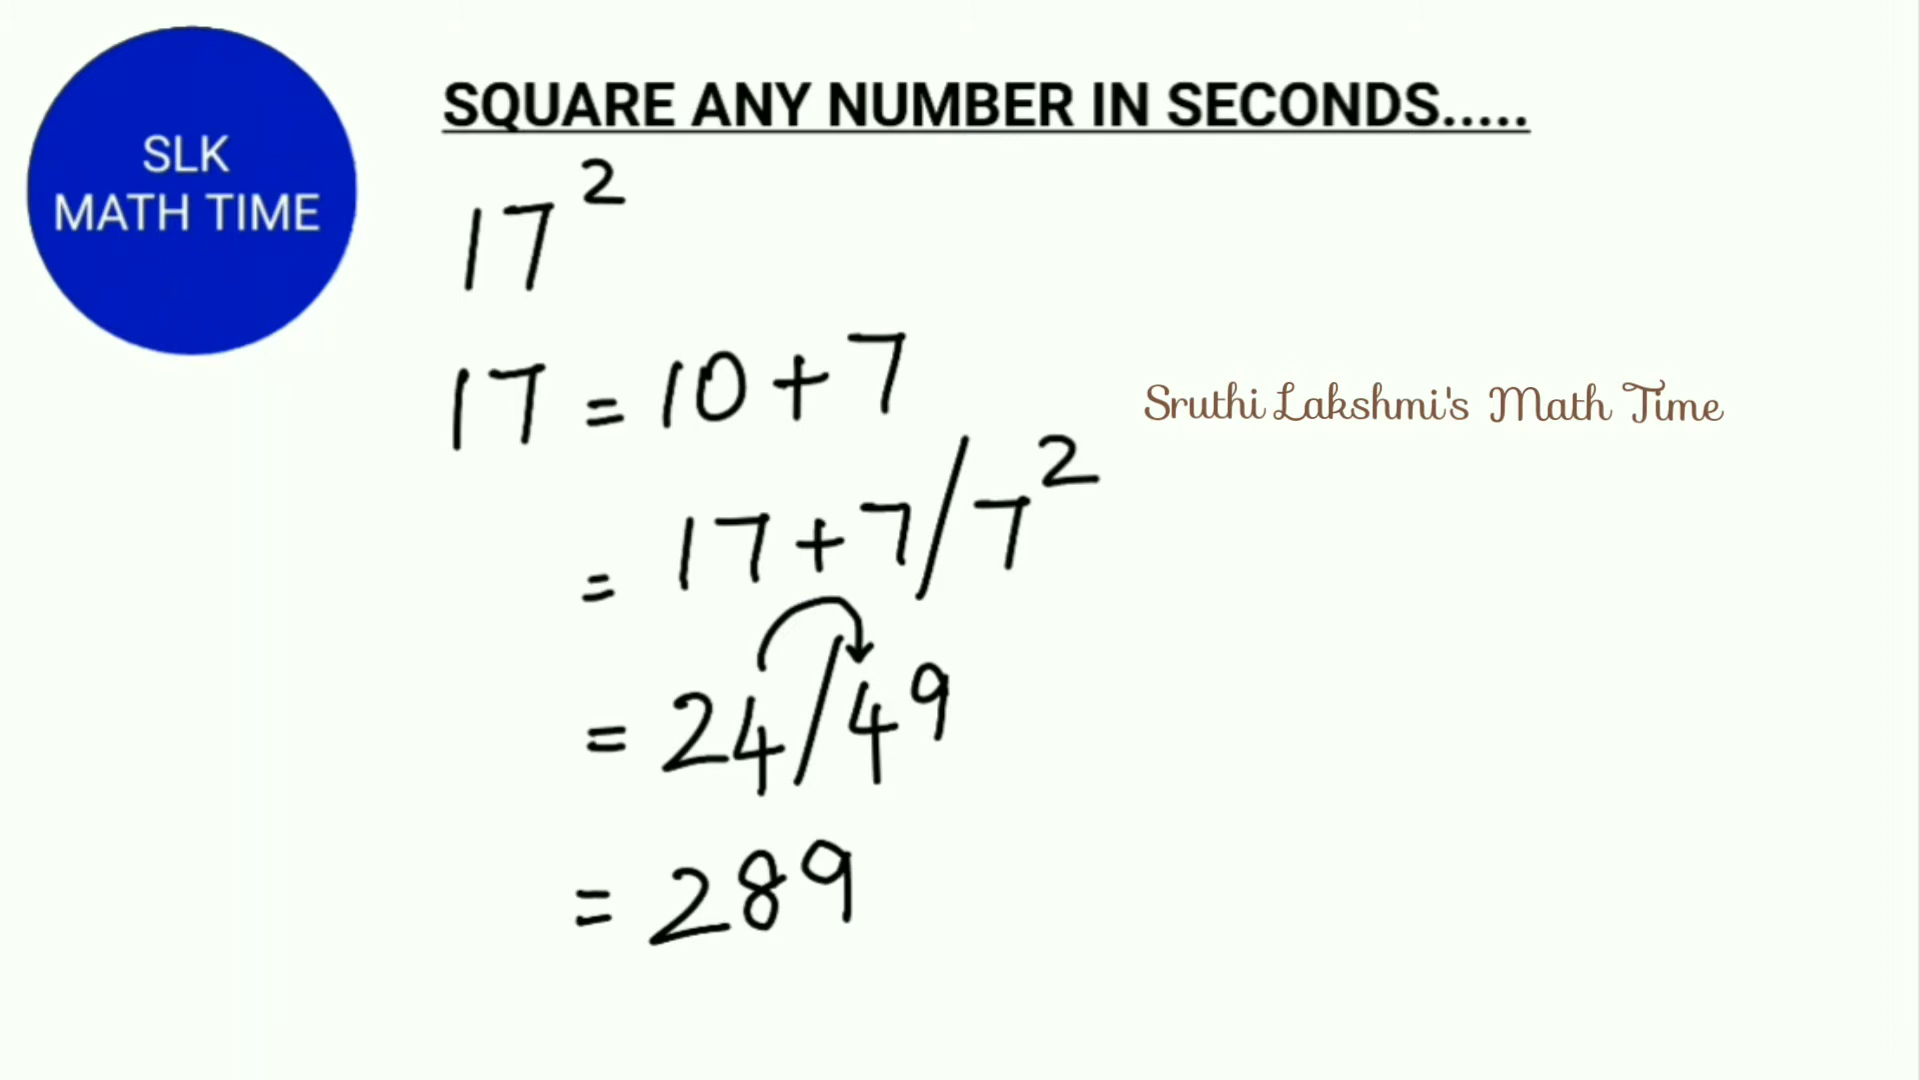 SLK
MATH TIME
SQUARE ANY NUMBER IN SECONDS.....
17²
17 = 10 + 7
Sruthi Lakshmi's Math Time
= 17 + 7 / 7²
= 24 / 49
= 289